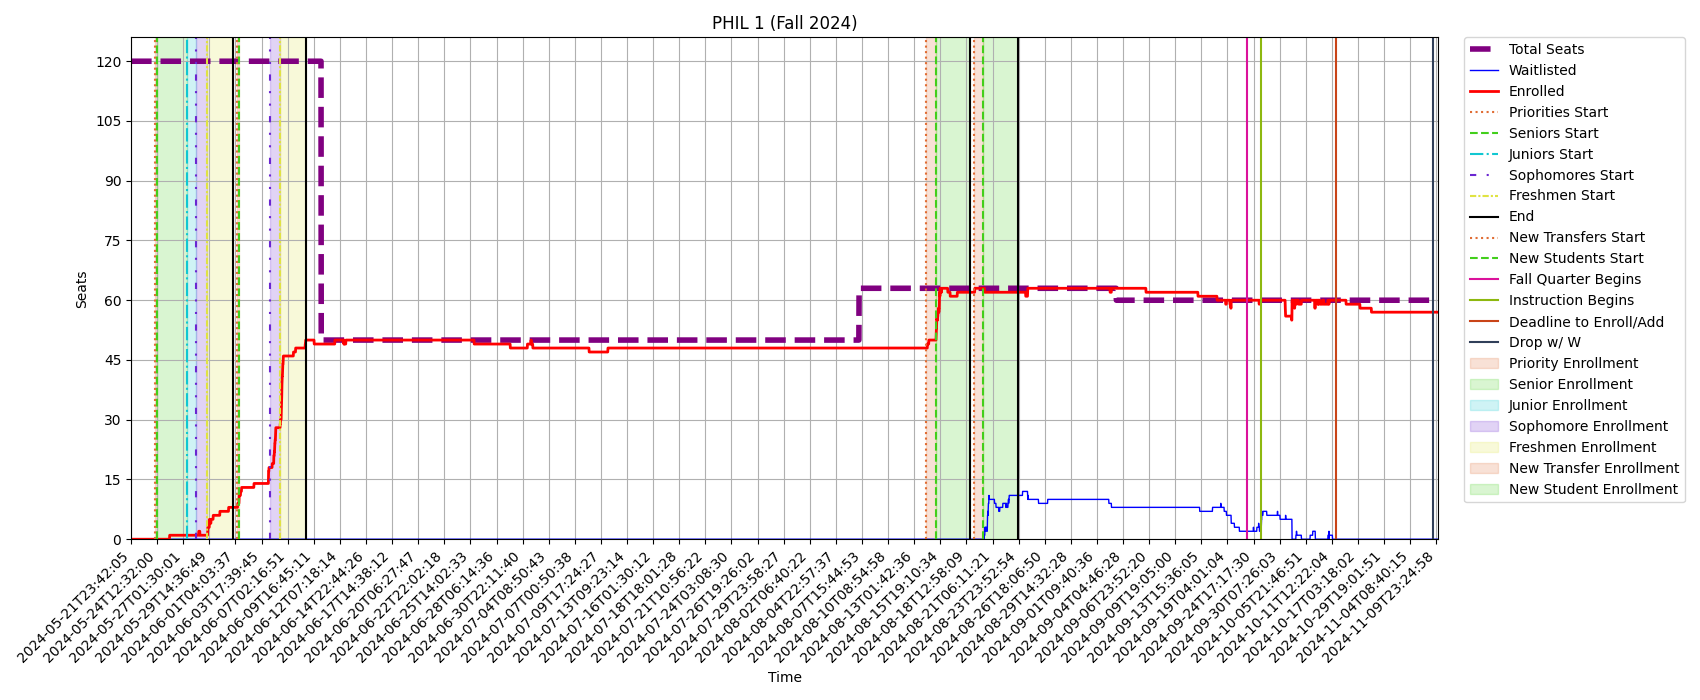 PHIL 1 (Fall 2024)
Seats
120
105
90
75
60
45
30
15
0
2024-05-21T23:42:05
2024-05-24T12:32:00
2024-05-27T01:30:01
2024-05-29T14:36:49
2024-06-01T04:03:37
2024-06-03T17:39:45
2024-06-07T02:16:51
2024-06-09T16:45:11
2024-06-12T07:18:14
2024-06-14T22:44:26
2024-06-17T14:38:12
2024-06-20T06:27:47
2024-06-22T22:02:18
2024-06-25T14:02:33
2024-06-28T06:14:36
2024-06-30T22:11:40
2024-07-04T08:50:43
2024-07-07T00:50:38
2024-07-09T17:24:27
2024-07-13T09:23:14
2024-07-16T01:30:12
2024-07-18T18:01:28
2024-07-21T10:56:22
2024-07-24T03:08:30
2024-07-26T19:26:02
2024-07-29T23:58:27
2024-08-02T06:40:22
2024-08-04T22:57:37
2024-08-07T15:44:53
2024-08-10T08:54:58
2024-08-13T01:42:36
2024-08-15T19:10:34
2024-08-18T12:58:09
2024-08-21T06:11:21
2024-08-23T23:52:54
2024-08-26T18:06:50
2024-08-29T14:32:28
2024-09-01T09:40:36
2024-09-04T04:46:28
2024-09-06T23:52:20
2024-09-09T19:05:00
2024-09-13T15:36:05
2024-09-19T04:01:04
2024-09-24T17:17:30
2024-09-30T07:26:03
2024-10-05T21:46:51
2024-10-11T12:22:04
2024-10-17T03:18:02
2024-10-29T19:01:51
2024-11-04T08:40:15
2024-11-09T23:24:58
Time
Total Seats
Waitlisted
Enrolled
Priorities Start
Seniors Start
Juniors Start
Sophomores Start
Freshmen Start
End
New Transfers Start
New Students Start
Fall Quarter Begins
Instruction Begins
Deadline to Enroll/Add
Drop w/ W
Priority Enrollment
Senior Enrollment
Junior Enrollment
Sophomore Enrollment
Freshmen Enrollment
New Transfer Enrollment
New Student Enrollment